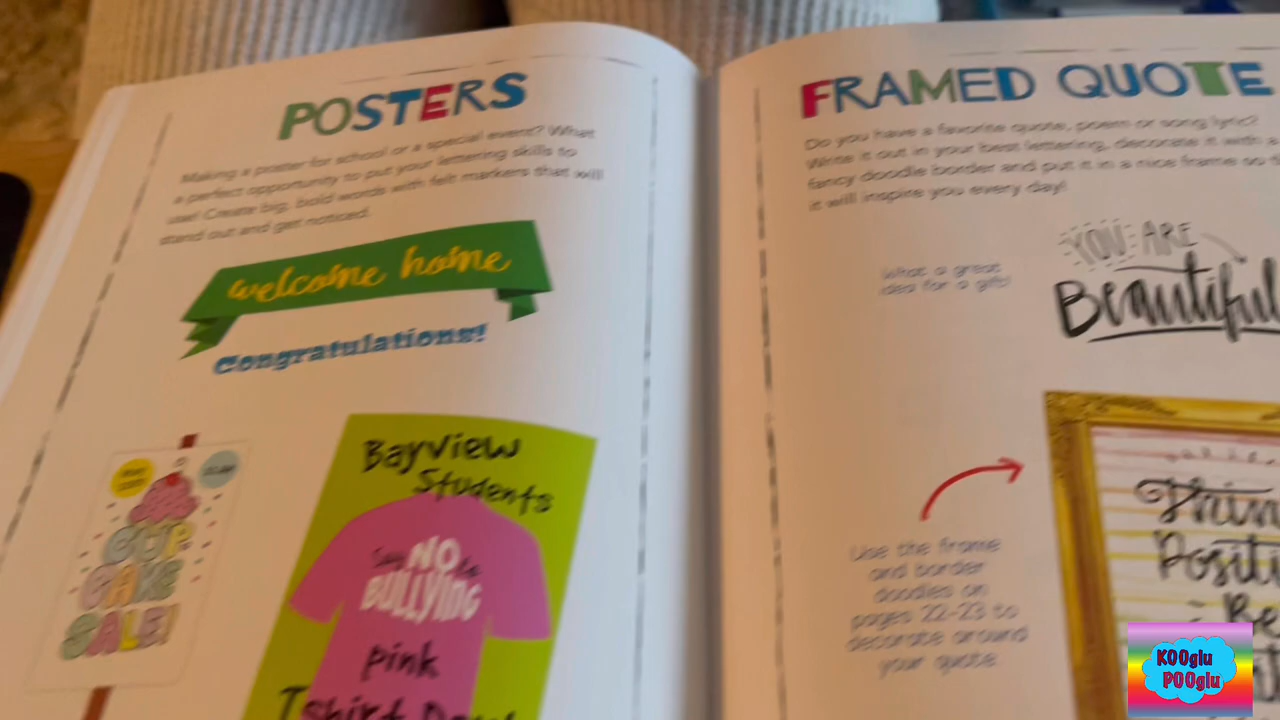 POSTERS
Making a poster for school or a special event? What
a perfect opportunity to put your lettering skills to
use! Create big, bold words with felt markers that will
stand out and get noticed.
welcome home
Congratulations!
CUP
CAKE
SALE!
Bayview
Students
Say NO to
BULLYING
pink
Tshirt
FRAMED QUOTE
Do you have a favorite quote, poem or song lyric?
Write it out in your best lettering, decorate it with a
fancy doodle border and put it in a nice frame so
it will inspire you every day!
What a great
idea for a gift!
YOU ARE
Beautiful
Use the frame
and border
doodles on
pages 22-23 to
decorate around
your quote
KOOglu
POOglu